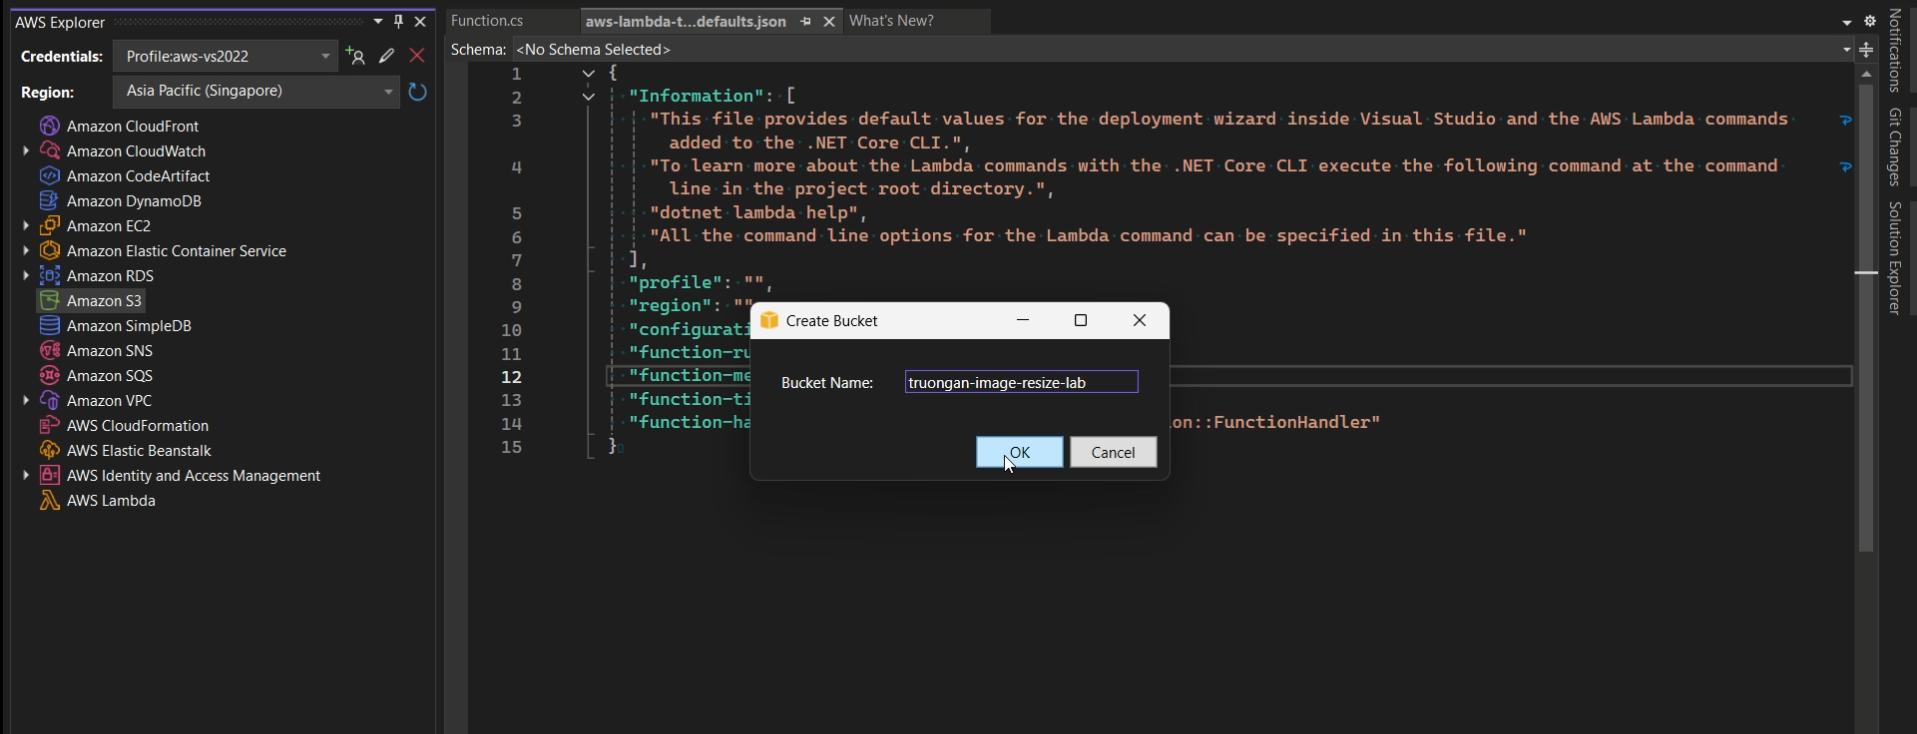 AWS Explorer
Credentials: Profile:aws-vs2022
Region: Asia Pacific (Singapore)
Amazon CloudFront
Amazon CloudWatch
Amazon CodeArtifact
Amazon DynamoDB
Amazon EC2
Amazon Elastic Container Service
Amazon RDS
Amazon S3
Amazon SimpleDB
Amazon SNS
Amazon SQS
Amazon VPC
AWS CloudFormation
AWS Elastic Beanstalk
AWS Identity and Access Management
AWS Lambda
Function.cs aws-lambda-t...defaults.json What's New?
Schema: <No Schema Selected>
1 {
2 "Information": [
3 "This file provides default values for the deployment wizard inside Visual Studio and the AWS Lambda commands
added to the .NET Core CLI.",
4 "To learn more about the Lambda commands with the .NET Core CLI execute the following command at the command
line in the project root directory.",
5 "dotnet lambda help",
6 "All the command line options for the Lambda command can be specified in this file."
7 ],
8 "profile": "",
9 "region": ""
10 "configurati
11 "function-ru
12 "function-me
13 "function-ti
14 "function-ha on::FunctionHandler"
15 }
Create Bucket
Bucket Name: truongan-image-resize-lab
OK Cancel
Notifications
Git Changes
Solution Explorer